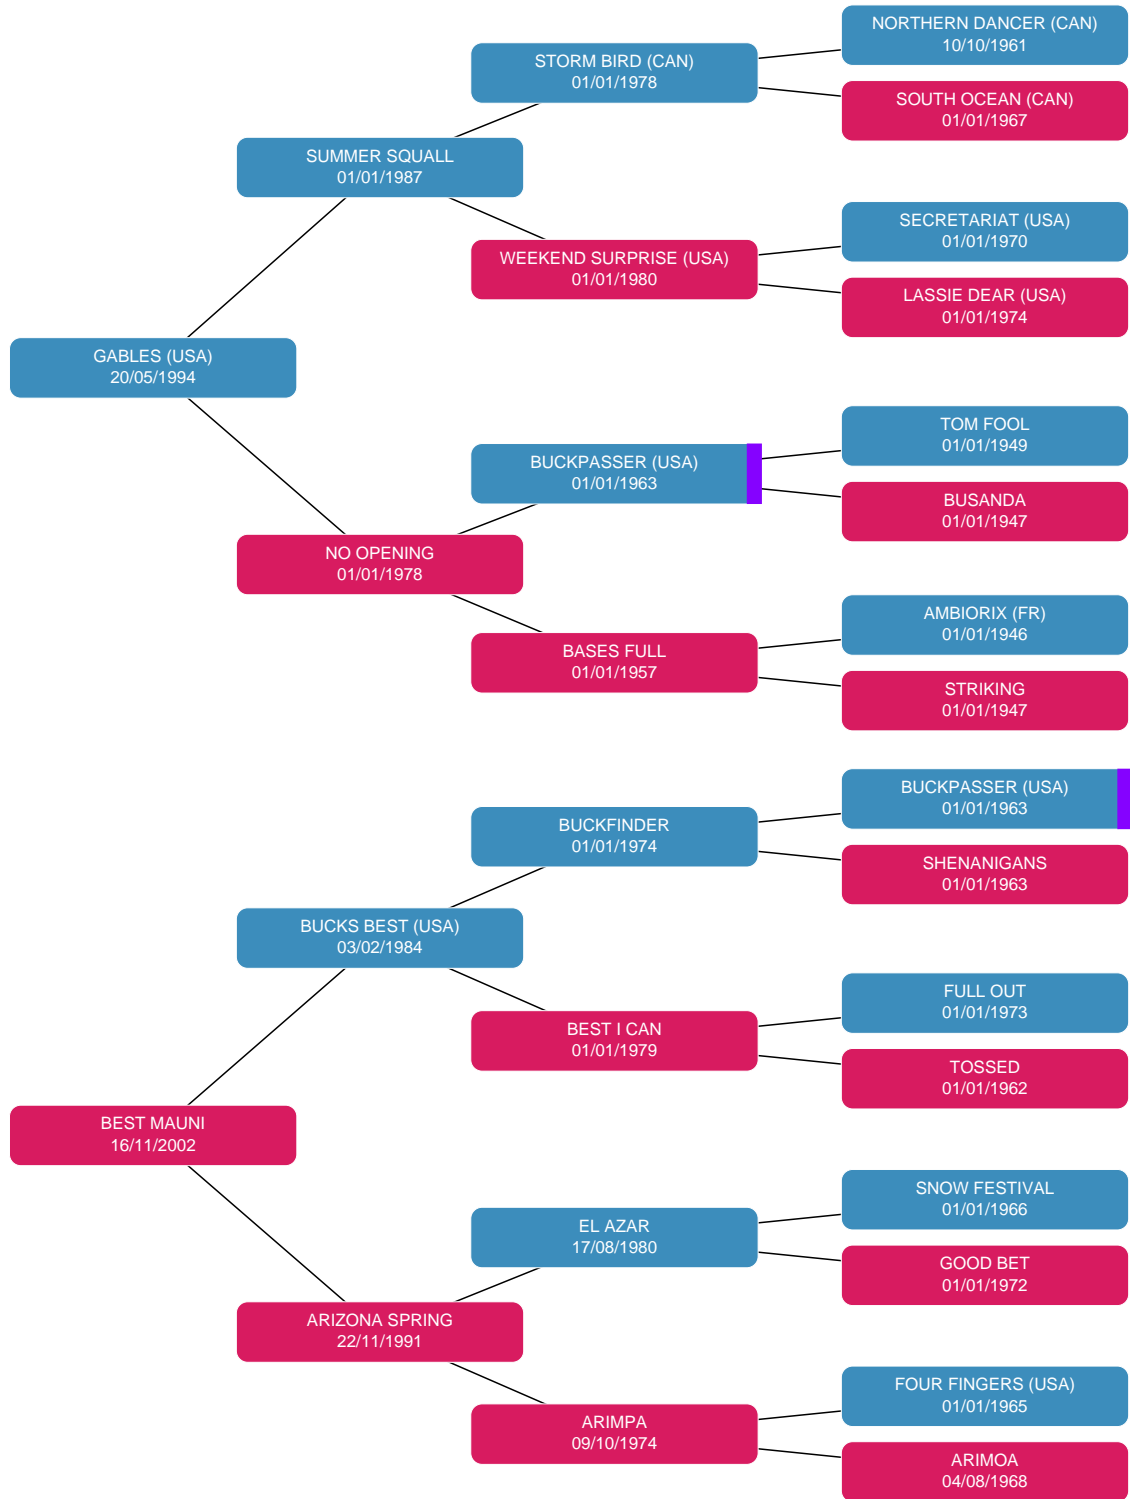 NORTHERN DANCER (CAN)
10/10/1961
STORM BIRD (CAN)
01/01/1978
SOUTH OCEAN (CAN)
01/01/1967
SUMMER SQUALL
01/01/1987
SECRETARIAT (USA)
01/01/1970
WEEKEND SURPRISE (USA)
01/01/1980
LASSIE DEAR (USA)
01/01/1974
GABLES (USA)
20/05/1994
TOM FOOL
01/01/1949
BUCKPASSER (USA)
01/01/1963
BUSANDA
01/01/1947
NO OPENING
01/01/1978
AMBIORIX (FR)
01/01/1946
BASES FULL
01/01/1957
STRIKING
01/01/1947
BUCKPASSER (USA)
01/01/1963
BUCKFINDER
01/01/1974
SHENANIGANS
01/01/1963
BUCKS BEST (USA)
03/02/1984
FULL OUT
01/01/1973
BEST I CAN
01/01/1979
TOSSED
01/01/1962
BEST MAUNI
16/11/2002
SNOW FESTIVAL
01/01/1966
EL AZAR
17/08/1980
GOOD BET
01/01/1972
ARIZONA SPRING
22/11/1991
FOUR FINGERS (USA)
01/01/1965
ARIMPA
09/10/1974
ARIMOA
04/08/1968